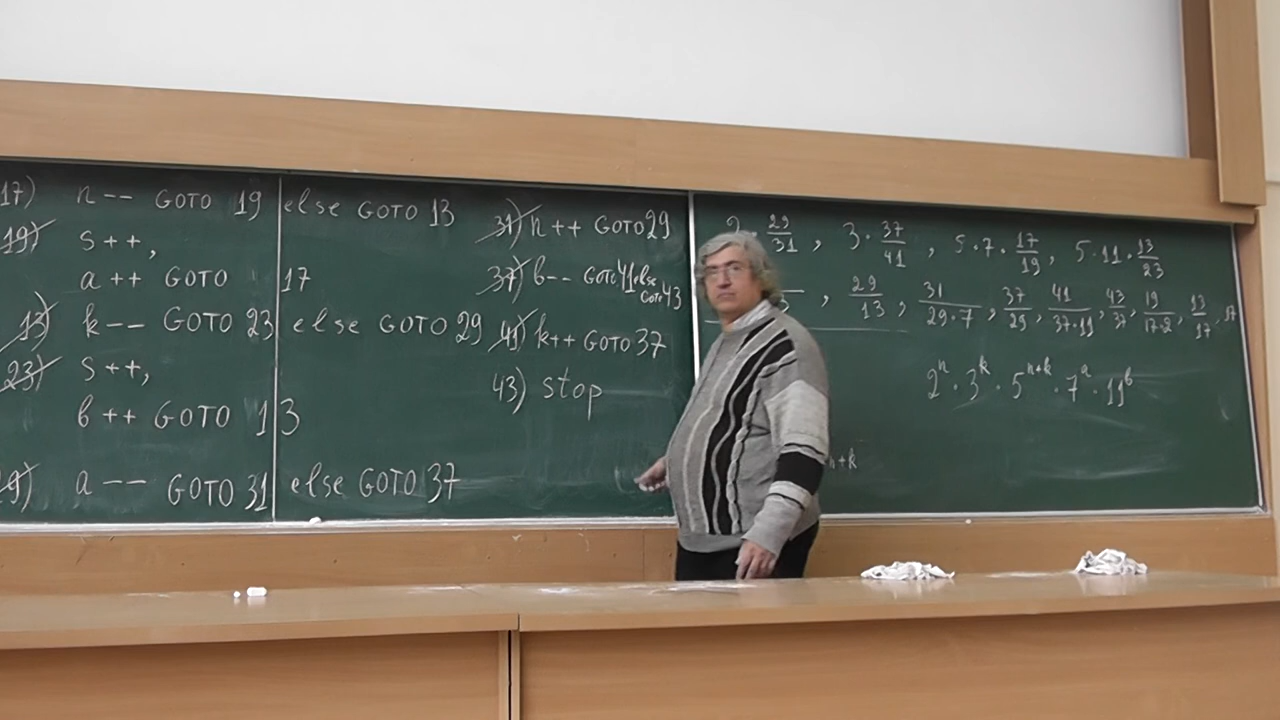 17) n-- GOTO 19 else GOTO 13
19) s++,
a++ GOTO 17
13) k-- GOTO 23 else GOTO 29
23) s++,
b++ GOTO 13
29) a-- GOTO 31 else GOTO 37
31) n++ GOTO 29
37) b-- GOTO 41 else GOTO 43
41) k++ GOTO 37
43) stop
2·29/31, 3·37/41, 5·7·17/19, 5·11·13/23
, 29/13, 31/29·7, 37/29, 41/37·11, 43/37, 19/17·2, 13/17, 17
2^n·3^k·5^{n+k}·7^a·11^b
n+k